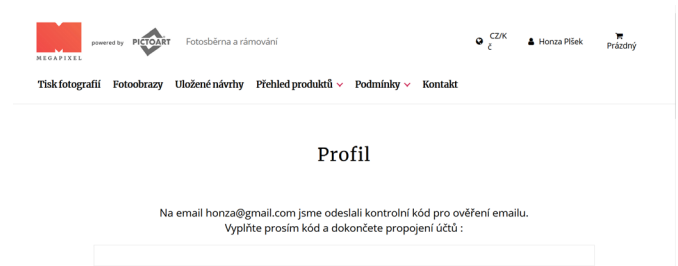 MEGAPIXEL
powered by
PICTOART
Fotosběrna a rámování
CZ/K
č
Honza Plšek
Prázdný
Tisk fotografií Fotoobrazy Uložené návrhy Přehled produktů Podmínky Kontakt
Profil
Na email honza@gmail.com jsme odeslali kontrolní kód pro ověření emailu.
Vyplňte prosím kód a dokončete propojení účtů :